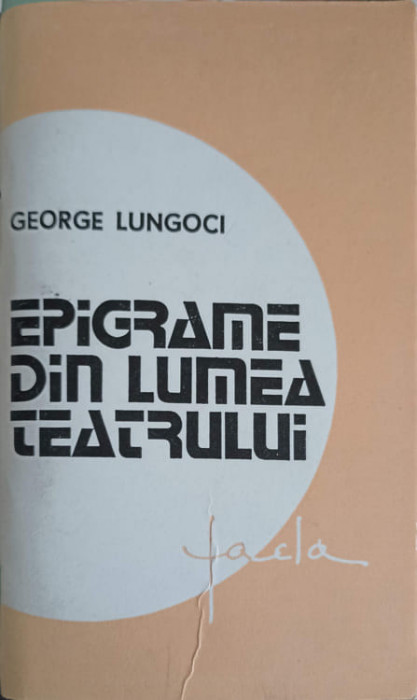 GEORGE LUNGOCI
EPIGRAME
DIN LUMEA
TEATRULUI
facla